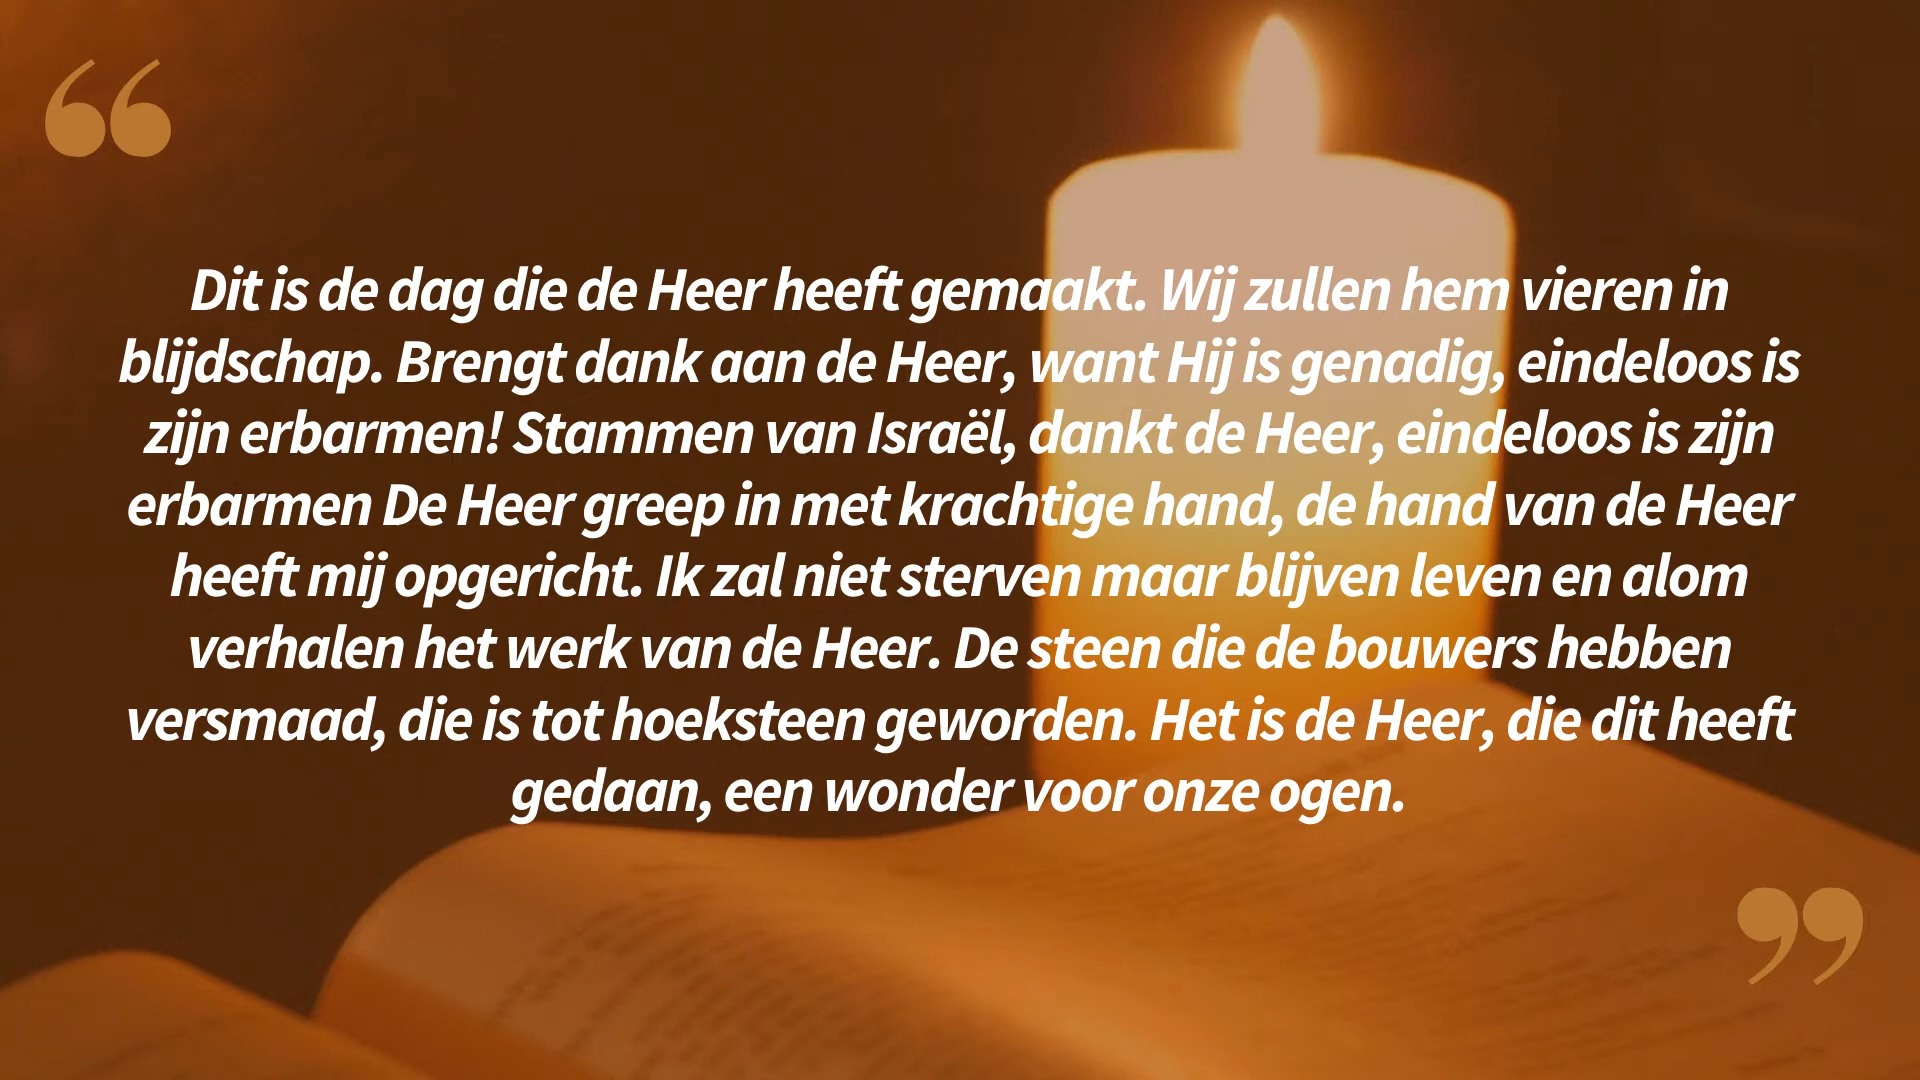 “
Dit is de dag die de Heer heeft gemaakt. Wij zullen hem vieren in
blijdschap. Brengt dank aan de Heer, want Hij is genadig, eindeloos is
zijn erbarmen! Stammen van Israël, dankt de Heer, eindeloos is zijn
erbarmen De Heer greep in met krachtige hand, de hand van de Heer
heeft mij opgericht. Ik zal niet sterven maar blijven leven en alom
verhalen het werk van de Heer. De steen die de bouwers hebben
versmaad, die is tot hoeksteen geworden. Het is de Heer, die dit heeft
gedaan, een wonder voor onze ogen.
”